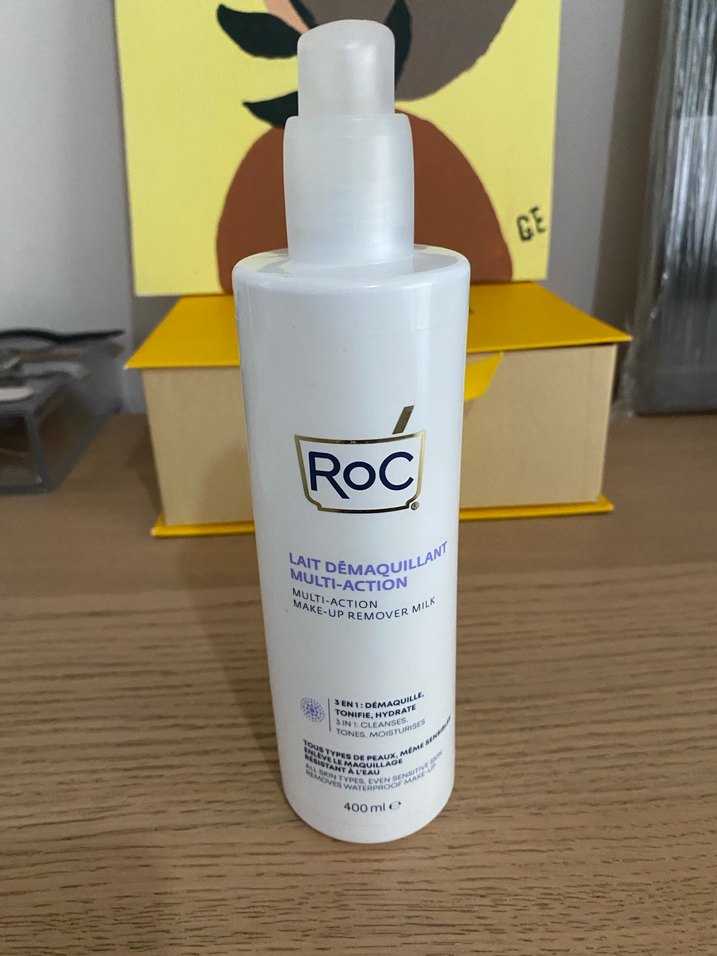 GE
RoC
®
LAIT DÉMAQUILLANT
MULTI-ACTION
MULTI-ACTION
MAKE-UP REMOVER MILK
3 EN 1 : DÉMAQUILLE,
TONIFIE, HYDRATE
3 IN 1: CLEANSES,
TONES, MOISTURISES
TOUS TYPES DE PEAUX, MÊME SENSIBLES
ENLÈVE LE MAQUILLAGE
RÉSISTANT À L'EAU
ALL SKIN TYPES, EVEN SENSITIVE SKIN
REMOVES WATERPROOF MAKE-UP
400 ml ℮